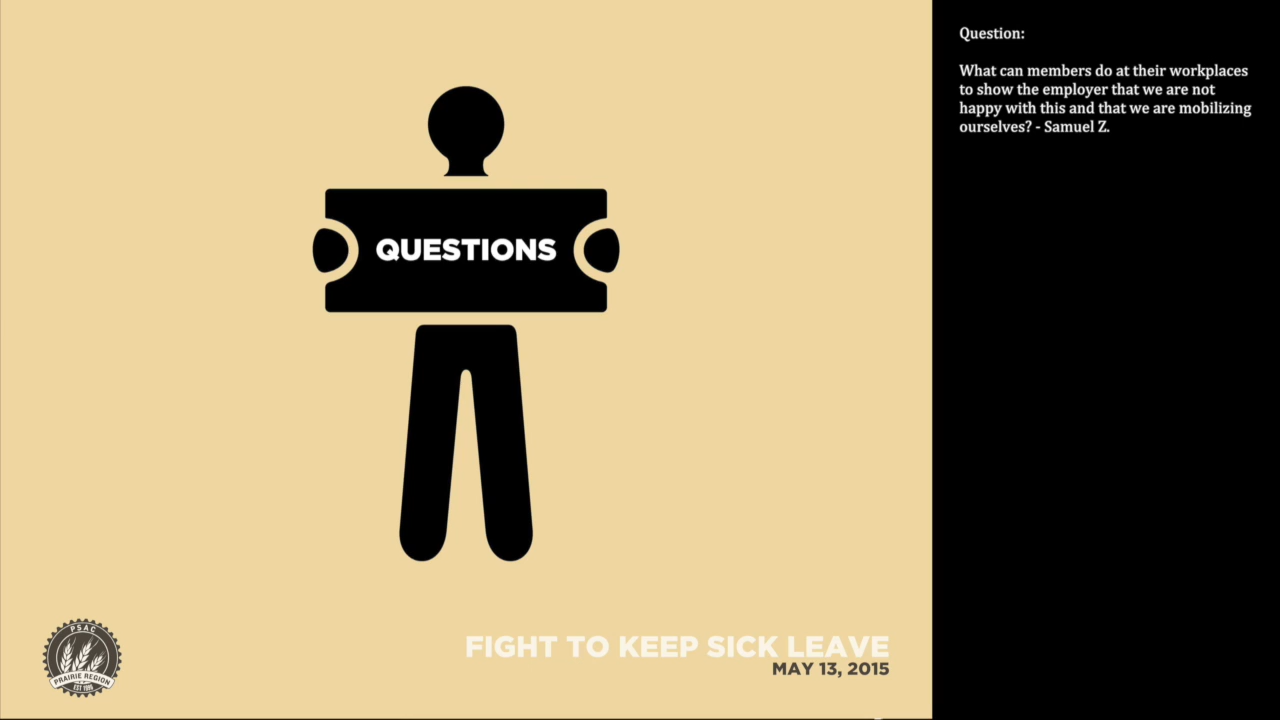 QUESTIONS
FIGHT TO KEEP SICK LEAVE
MAY 13, 2015
PSAC
PRAIRIE REGION
Question:
What can members do at their workplaces
to show the employer that we are not
happy with this and that we are mobilizing
ourselves? - Samuel Z.